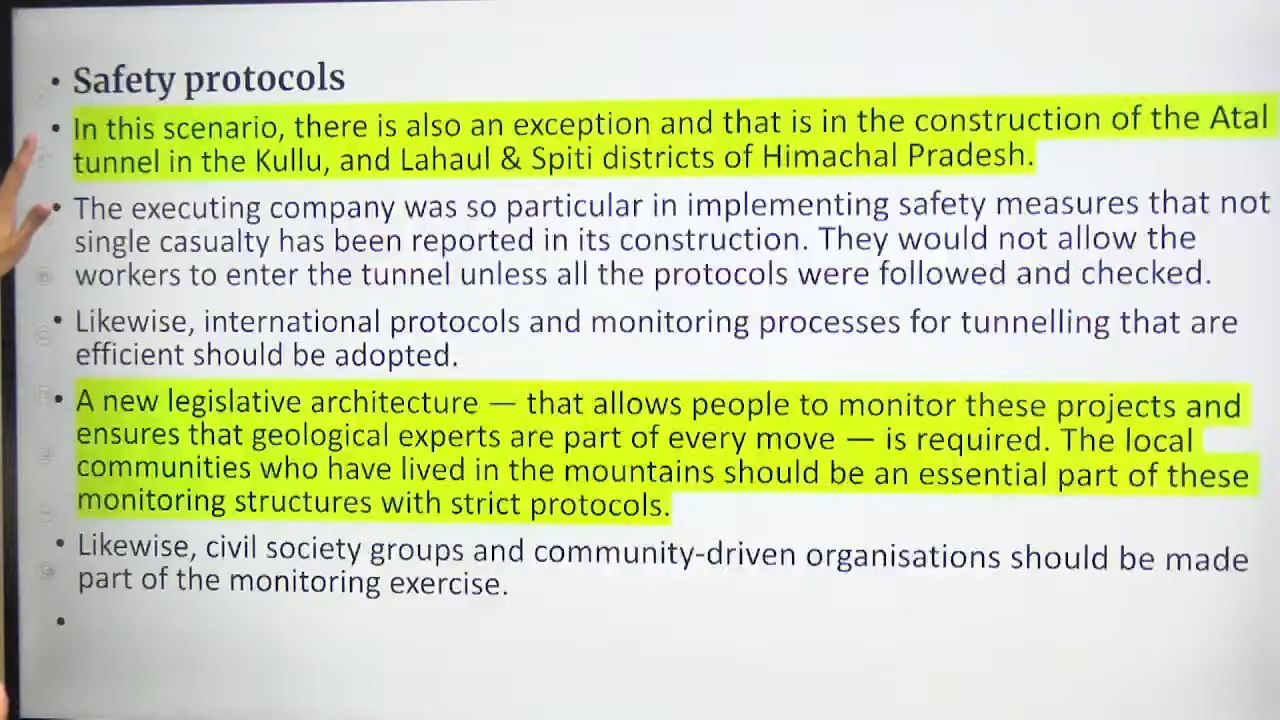 • Safety protocols
• In this scenario, there is also an exception and that is in the construction of the Atal
tunnel in the Kullu, and Lahaul & Spiti districts of Himachal Pradesh.
• The executing company was so particular in implementing safety measures that not
single casualty has been reported in its construction. They would not allow the
workers to enter the tunnel unless all the protocols were followed and checked.
• Likewise, international protocols and monitoring processes for tunnelling that are
efficient should be adopted.
• A new legislative architecture — that allows people to monitor these projects and
ensures that geological experts are part of every move — is required. The local
communities who have lived in the mountains should be an essential part of these
monitoring structures with strict protocols.
• Likewise, civil society groups and community-driven organisations should be made
part of the monitoring exercise.
•